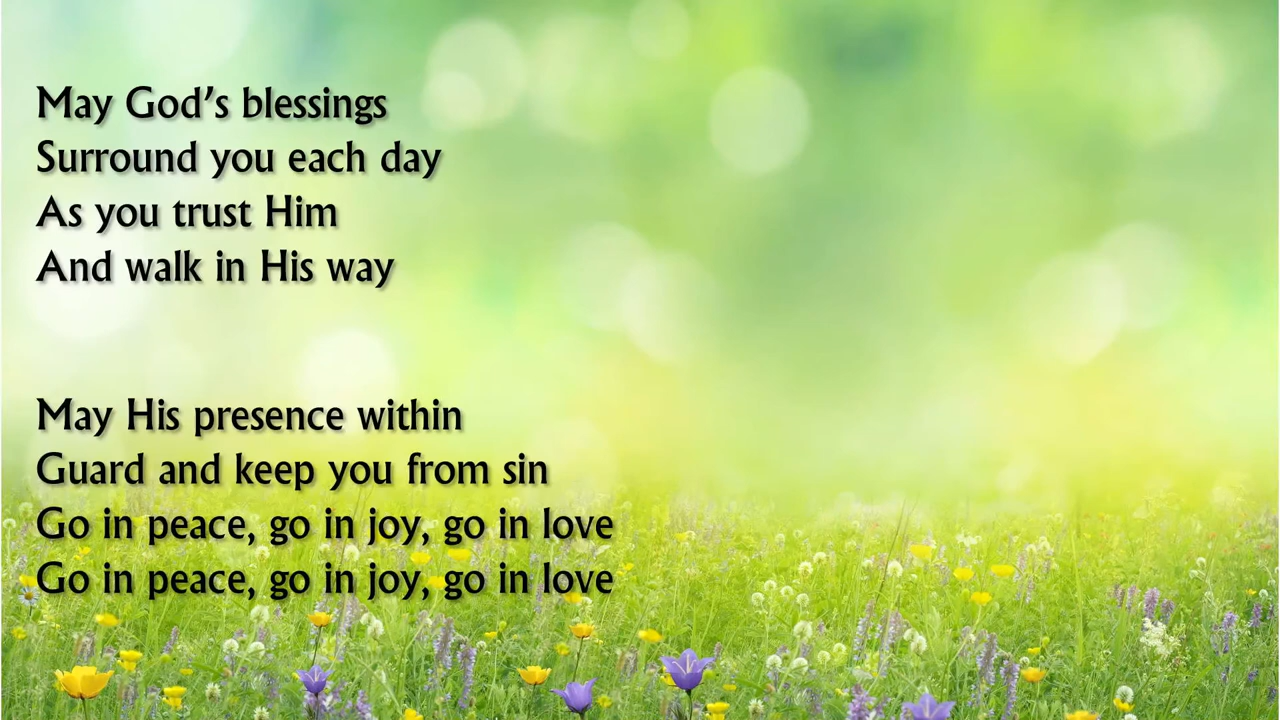 May God’s blessings
Surround you each day
As you trust Him
And walk in His way
May His presence within
Guard and keep you from sin
Go in peace, go in joy, go in love
Go in peace, go in joy, go in love